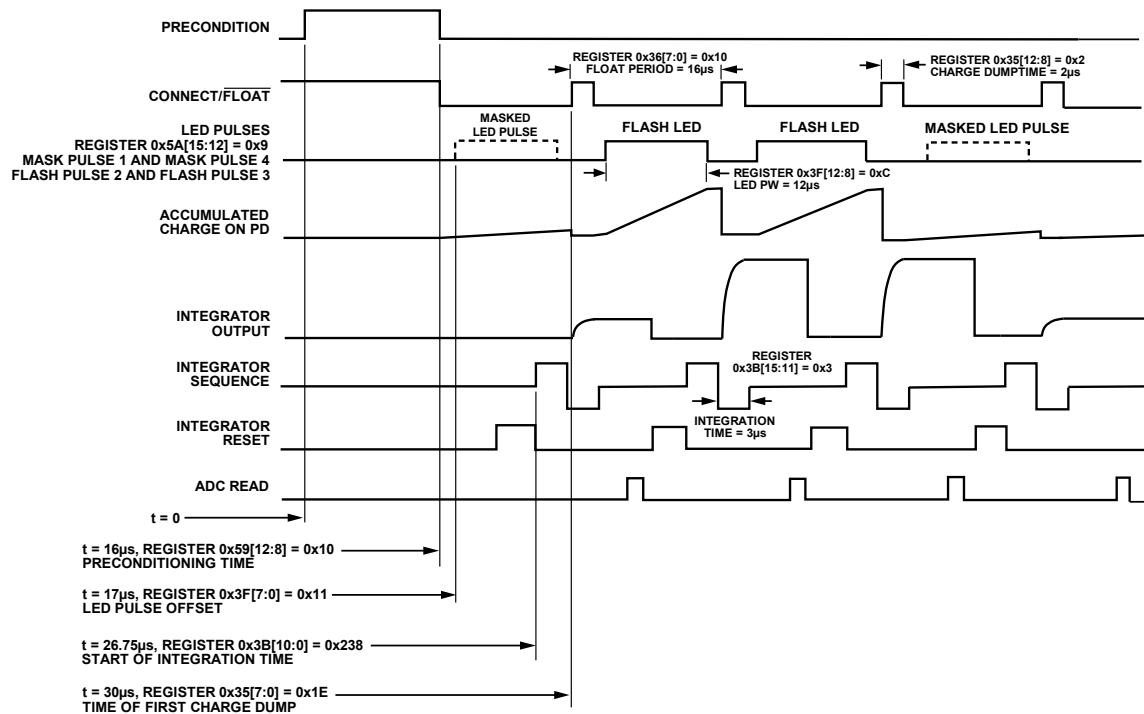 PRECONDITION
REGISTER 0x36[7:0] = 0x10
FLOAT PERIOD = 16µs
REGISTER 0x35[12:8] = 0x2
CHARGE DUMPTIME = 2µs
CONNECT/FLOAT
LED PULSES
REGISTER 0x5A[15:12] = 0x9
MASK PULSE 1 AND MASK PULSE 4
FLASH PULSE 2 AND FLASH PULSE 3
MASKED
LED PULSE
FLASH LED
FLASH LED
MASKED LED PULSE
REGISTER 0x3F[12:8] = 0xC
LED PW = 12µs
ACCUMULATED
CHARGE ON PD
INTEGRATOR
OUTPUT
INTEGRATOR
SEQUENCE
REGISTER
0x3B[15:11] = 0x3
INTEGRATION
TIME = 3µs
INTEGRATOR
RESET
ADC READ
t = 0
t = 16µs, REGISTER 0x59[12:8] = 0x10
PRECONDITIONING TIME
t = 17µs, REGISTER 0x3F[7:0] = 0x11
LED PULSE OFFSET
t = 26.75µs, REGISTER 0x3B[10:0] = 0x238
START OF INTEGRATION TIME
t = 30µs, REGISTER 0x35[7:0] = 0x1E
TIME OF FIRST CHARGE DUMP